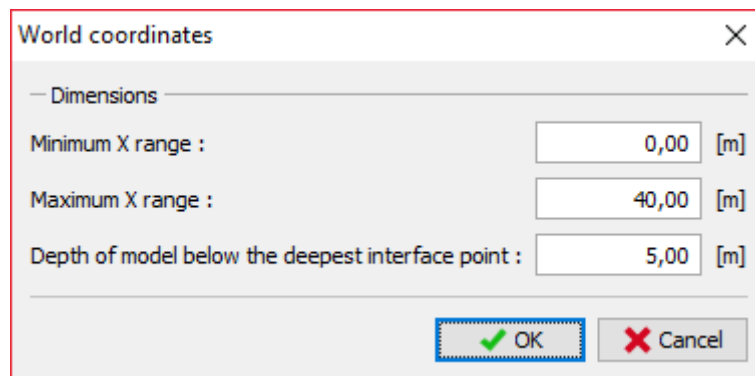 World coordinates
Dimensions
Minimum X range : 0,00 [m]
Maximum X range : 40,00 [m]
Depth of model below the deepest interface point : 5,00 [m]
OK Cancel